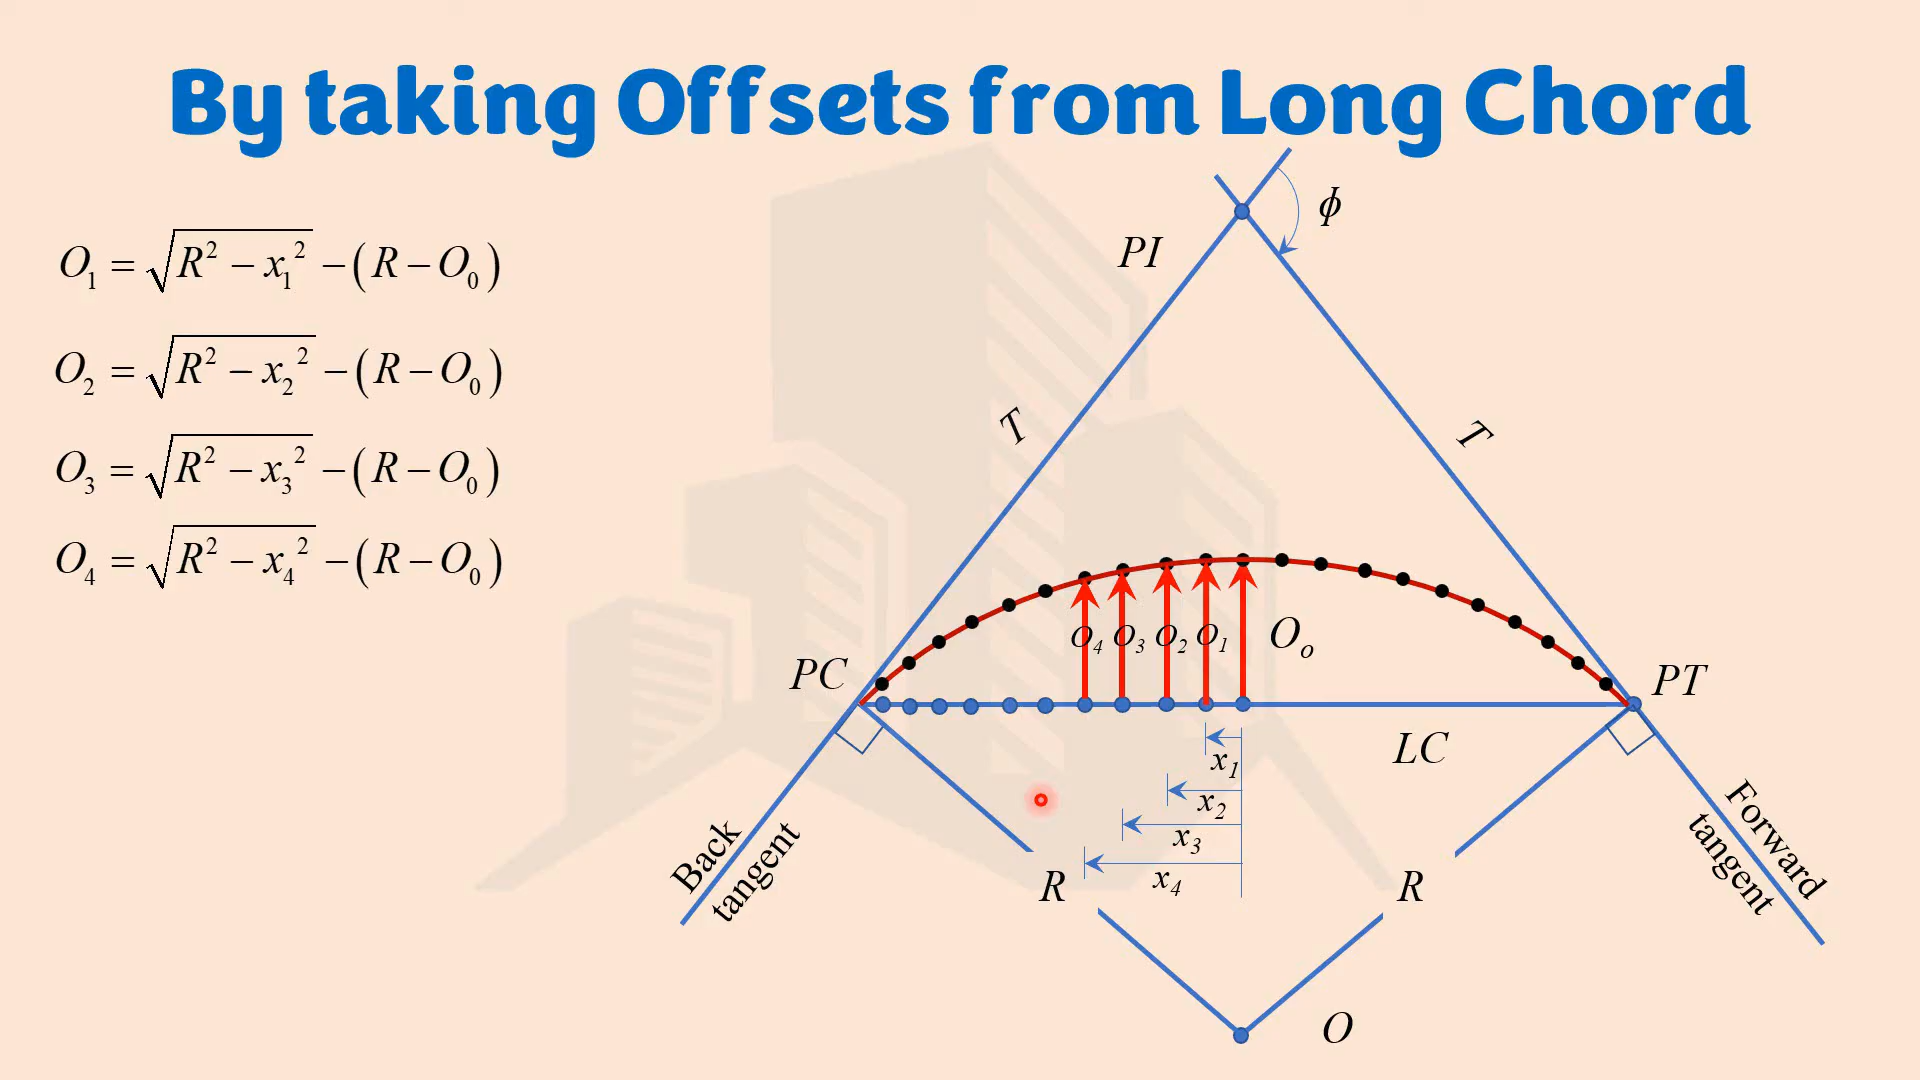 By taking Offsets from Long Chord
O₁ = √(R² − x₁²) − (R − O₀)
O₂ = √(R² − x₂²) − (R − O₀)
O₃ = √(R² − x₃²) − (R − O₀)
O₄ = √(R² − x₄²) − (R − O₀)
ϕ
PI
T
T
O₄ O₃ O₂ O₁ Oₒ
PC
PT
LC
x₁
x₂
x₃
x₄
Back
tangent
Forward
tangent
R
R
O